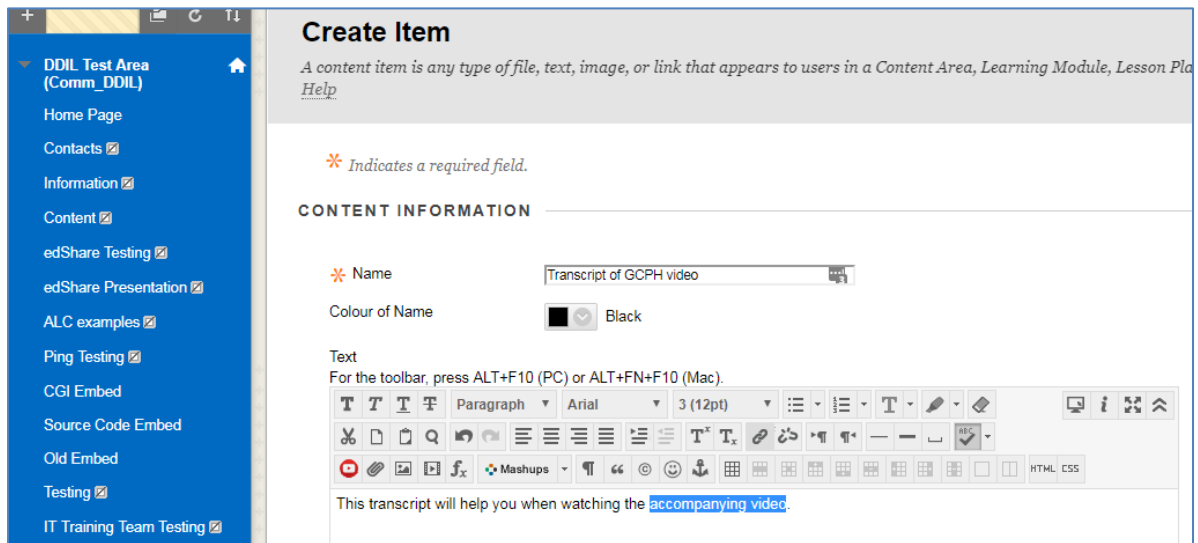 DDIL Test Area
(Comm_DDIL)
Home Page
Contacts
Information
Content
edShare Testing
edShare Presentation
ALC examples
Ping Testing
CGI Embed
Source Code Embed
Old Embed
Testing
IT Training Team Testing
Create Item
A content item is any type of file, text, image, or link that appears to users in a Content Area, Learning Module, Lesson Pla
Help
Indicates a required field.
CONTENT INFORMATION
Name
Transcript of GCPH video
Colour of Name
Black
Text
For the toolbar, press ALT+F10 (PC) or ALT+FN+F10 (Mac).
T T T T Paragraph Arial 3 (12pt) T i
Tx Tx ABC
fx Mashups © HTML CSS
This transcript will help you when watching the accompanying video.